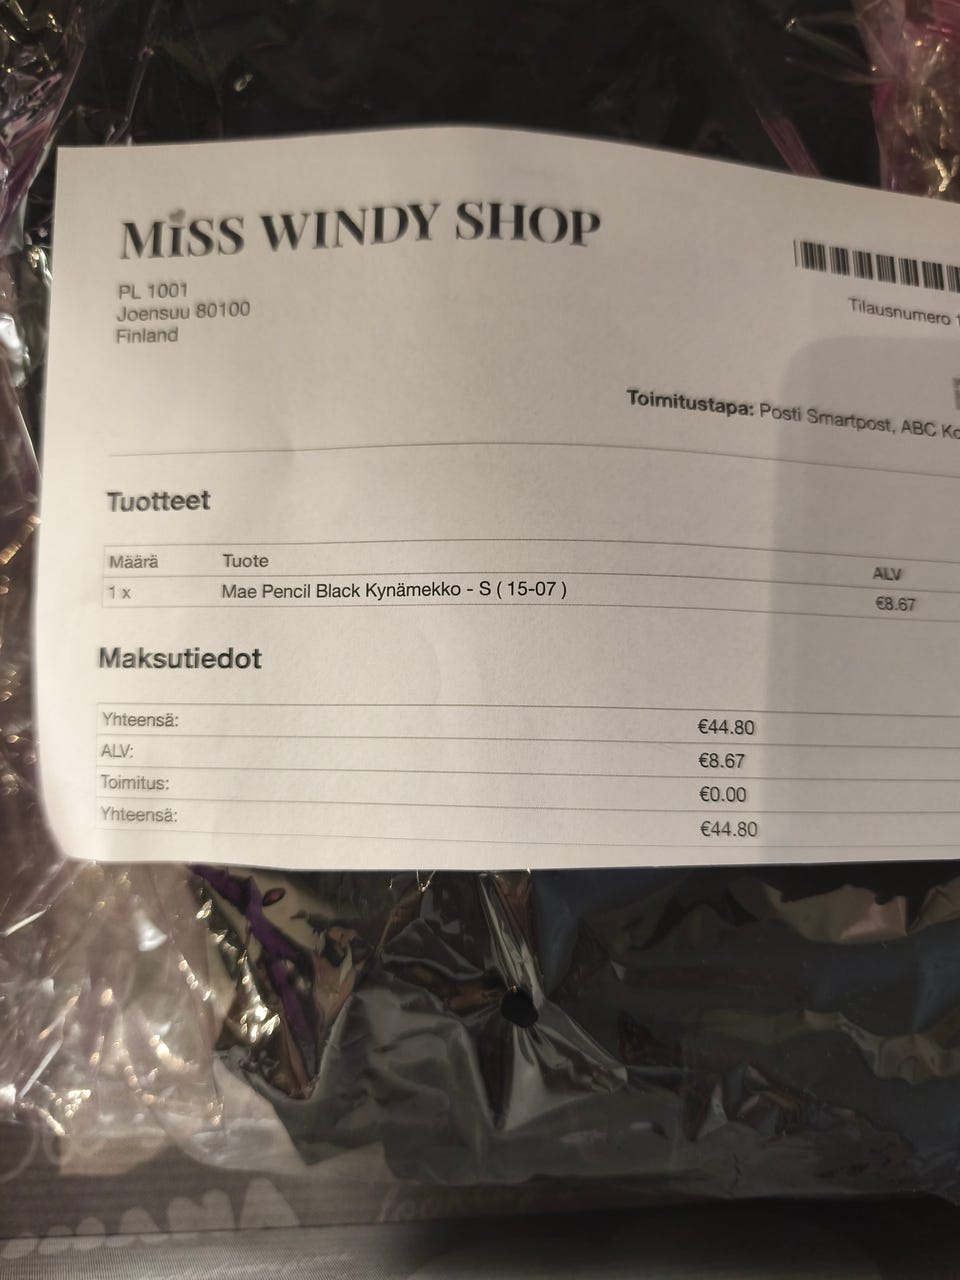 MiSS WINDY SHOP
PL 1001
Joensuu 80100
Finland
Tilausnumero 1
Toimitustapa: Posti Smartpost, ABC Ko
Tuotteet
Määrä Tuote ALV
1 x Mae Pencil Black Kynämekko - S ( 15-07 ) €8.67
Maksutiedot
Yhteensä: €44.80
ALV: €8.67
Toimitus: €0.00
Yhteensä: €44.80